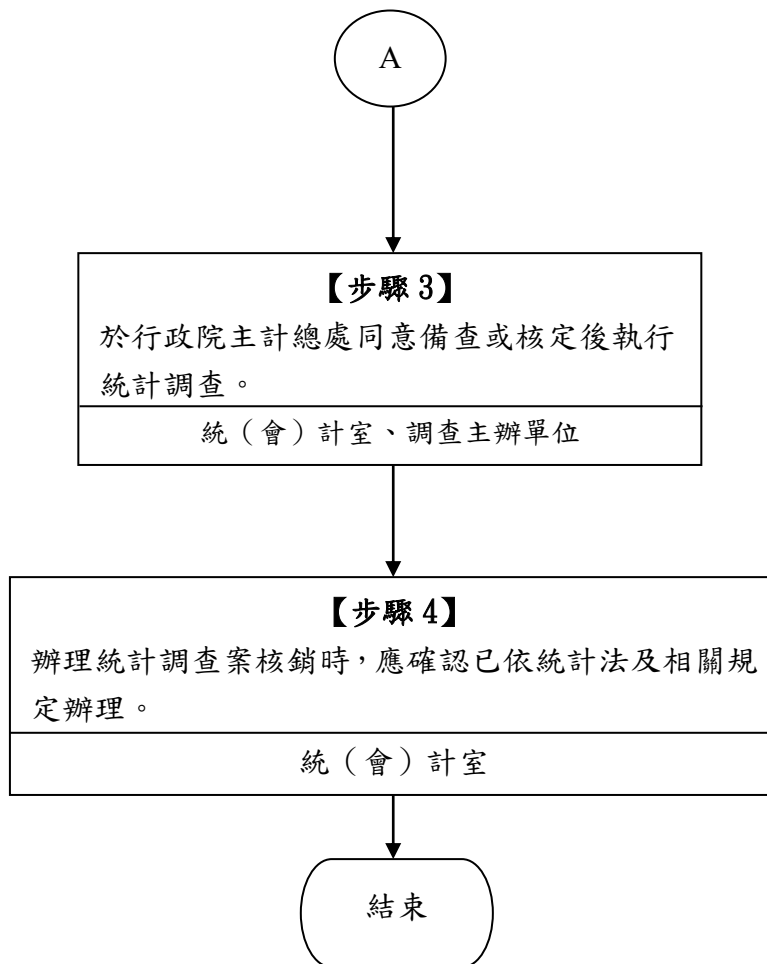 A
【步驟 3】
於行政院主計總處同意備查或核定後執行
統計調查。
統（會）計室、調查主辦單位
【步驟 4】
辦理統計調查案核銷時，應確認已依統計法及相關規
定辦理。
統（會）計室
結束